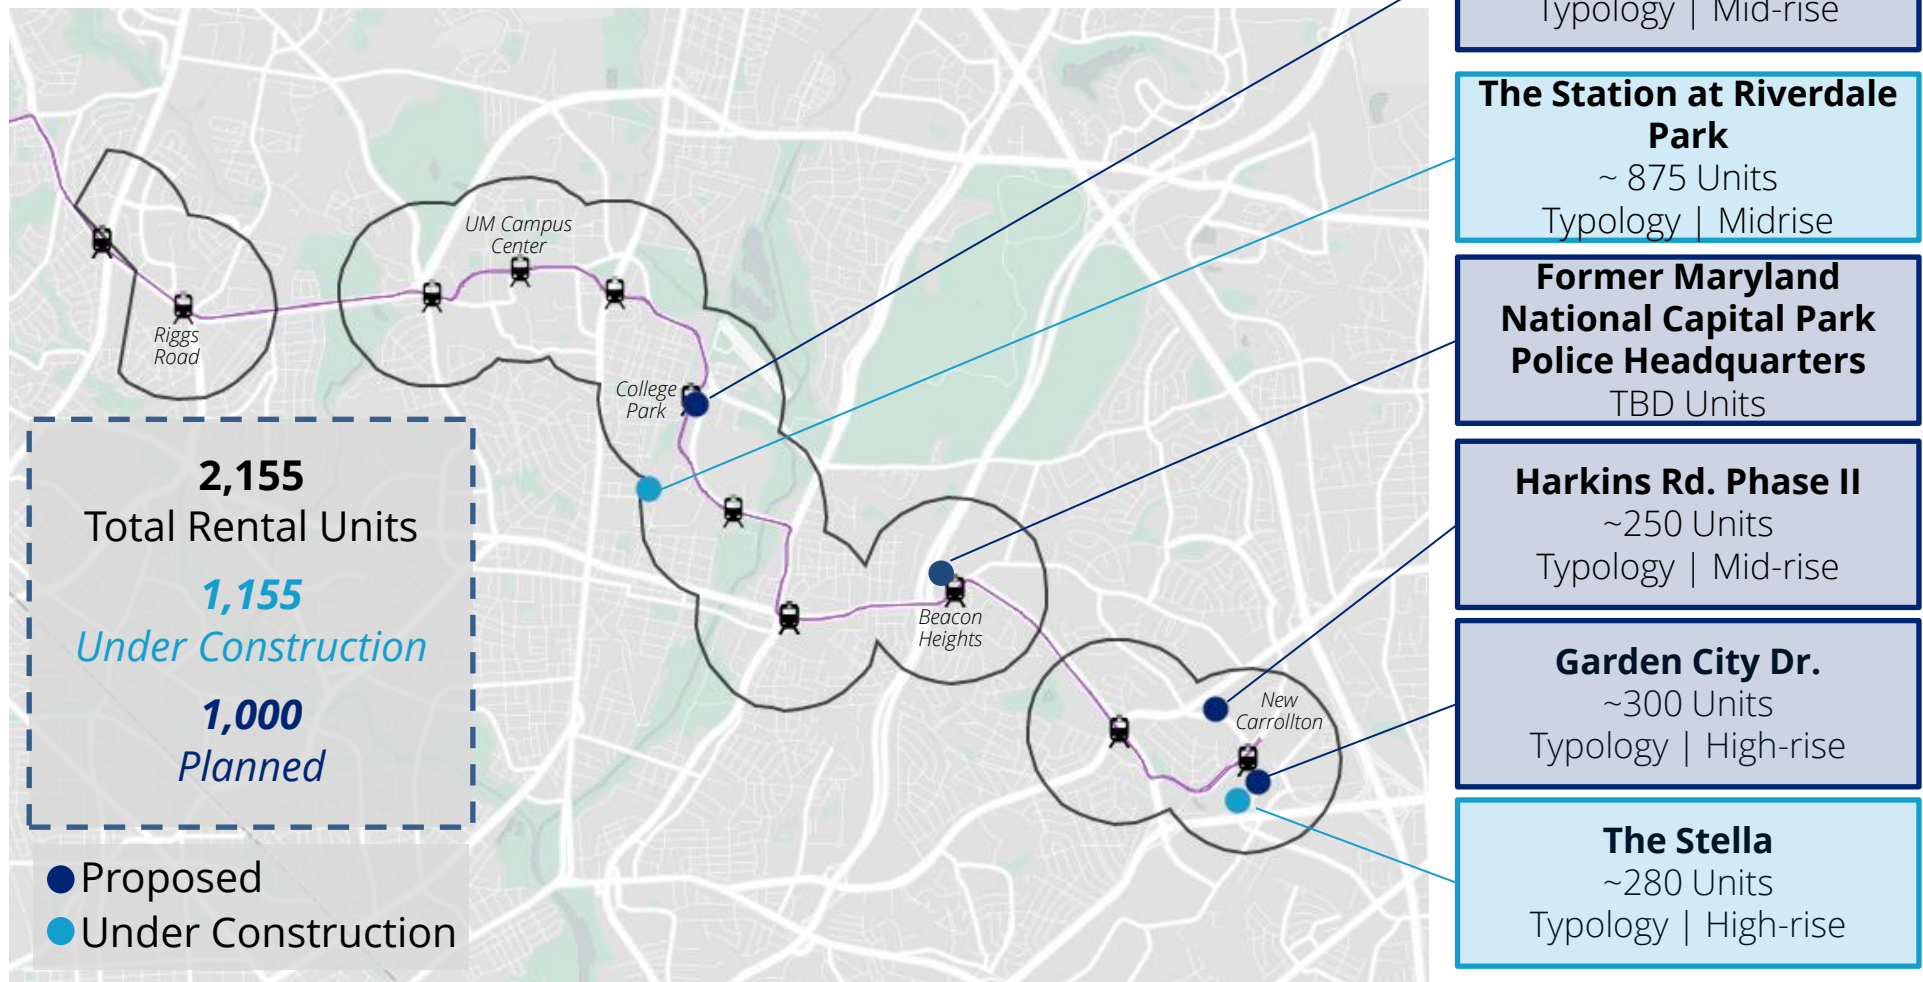 Typology | Mid-rise
The Station at Riverdale
Park
~ 875 Units
Typology | Midrise
Former Maryland
National Capital Park
Police Headquarters
TBD Units
Harkins Rd. Phase II
~250 Units
Typology | Mid-rise
Garden City Dr.
~300 Units
Typology | High-rise
The Stella
~280 Units
Typology | High-rise
UM Campus
Center
Riggs
Road
College
Park
Beacon
Heights
New
Carrollton
2,155
Total Rental Units
1,155
Under Construction
1,000
Planned
Proposed
Under Construction